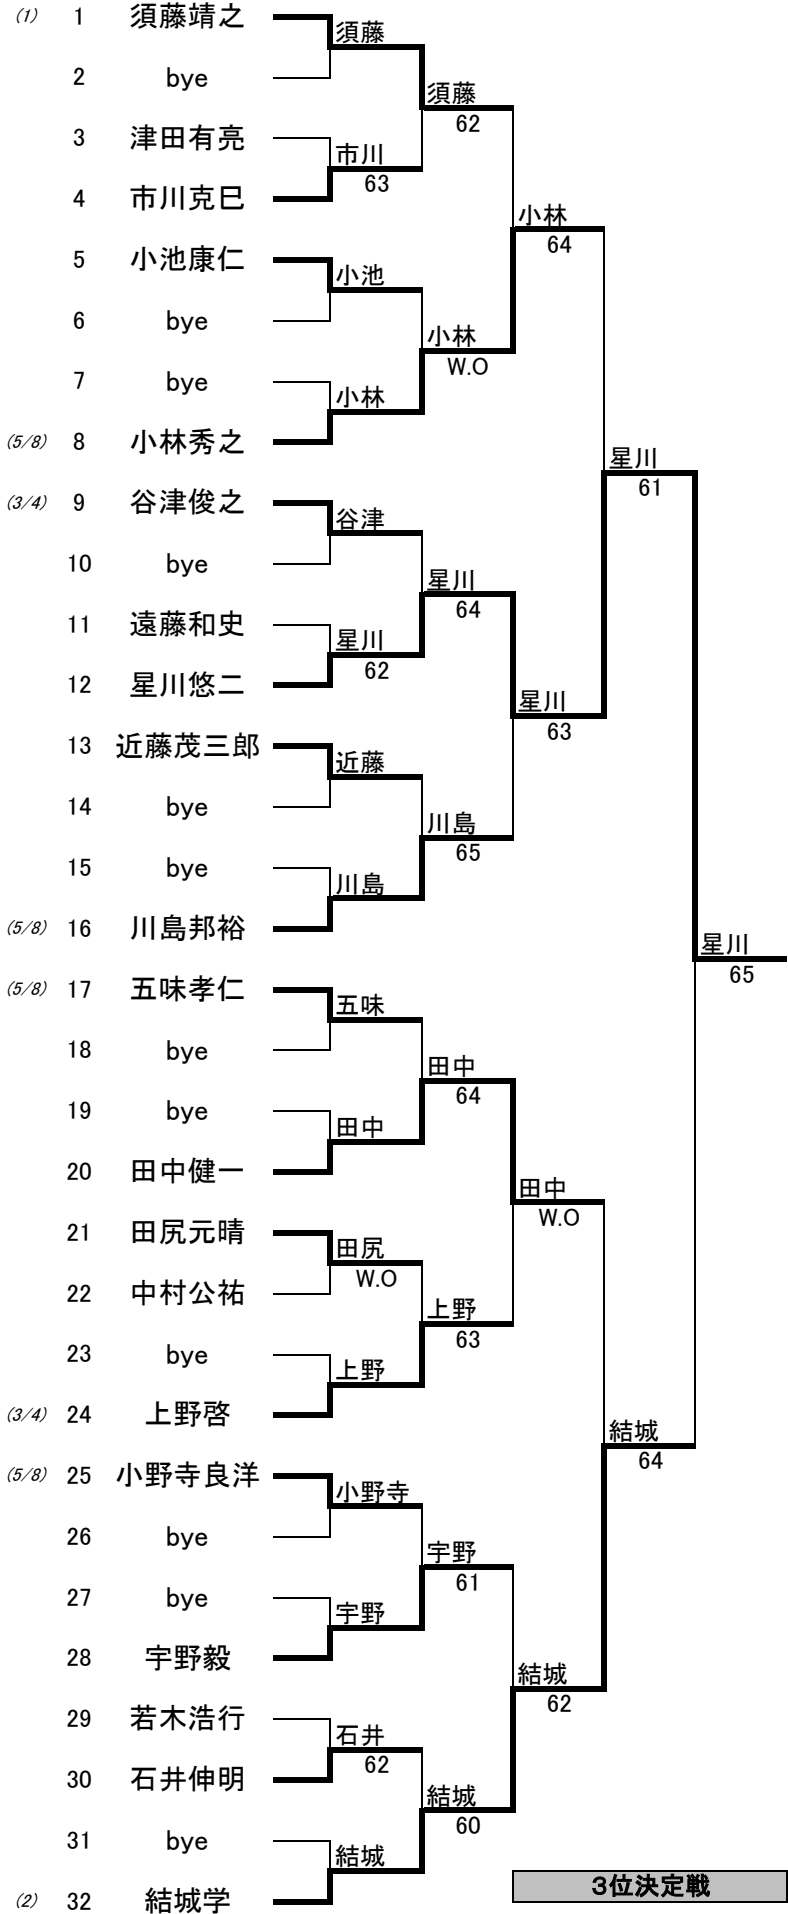 (1) 1 須藤靖之
須藤
2 bye
須藤
62
3 津田有亮
市川
63
4 市川克巳
小林
64
5 小池康仁
小池
6 bye
小林
W.O
7 bye
小林
(5/8) 8 小林秀之
星川
61
(3/4) 9 谷津俊之
谷津
10 bye
星川
64
11 遠藤和史
星川
62
12 星川悠二
星川
63
13 近藤茂三郎
近藤
14 bye
川島
65
15 bye
川島
(5/8) 16 川島邦裕
星川
65
(5/8) 17 五味孝仁
五味
18 bye
田中
64
19 bye
田中
20 田中健一
田中
W.O
21 田尻元晴
田尻
W.O
22 中村公祐
上野
63
23 bye
上野
(3/4) 24 上野啓
結城
64
(5/8) 25 小野寺良洋
小野寺
26 bye
宇野
61
27 bye
宇野
28 宇野毅
結城
62
29 若木浩行
石井
62
30 石井伸明
結城
60
31 bye
結城
(2) 32 結城学
3位決定戦